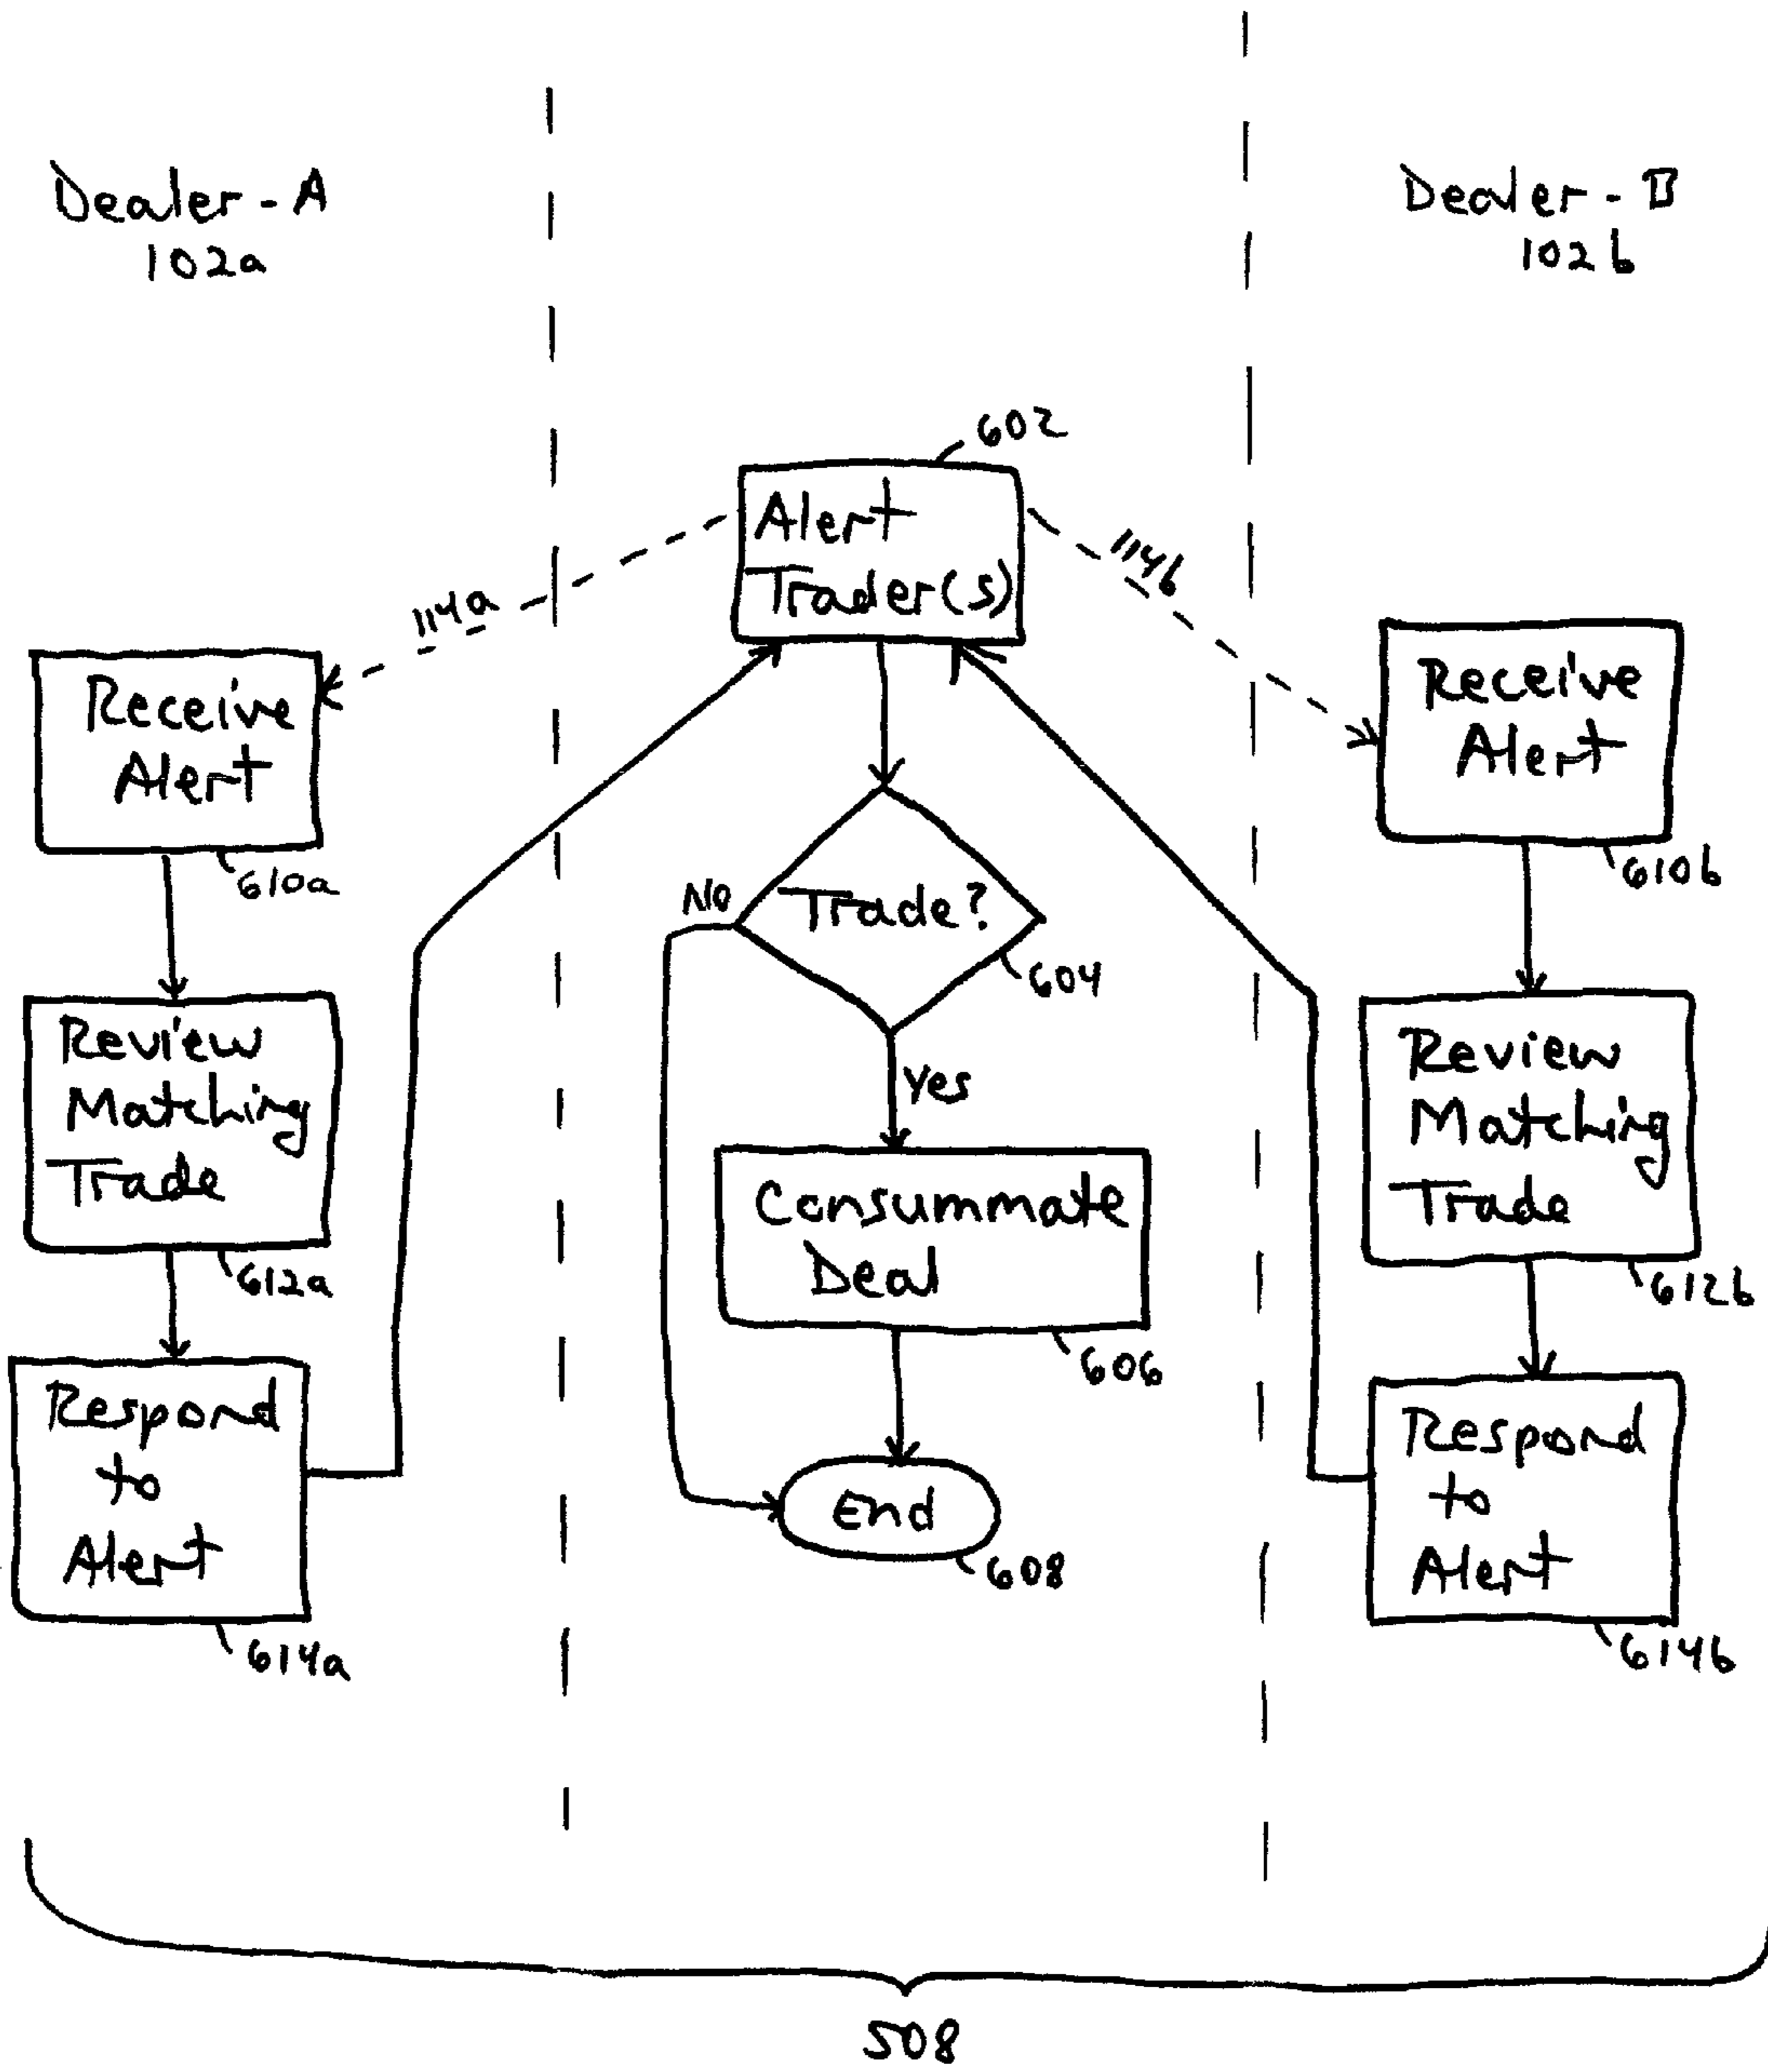 Dealer-A
102a
Dealer-B
102b
602
Alert
Trader(s)
114a
114b
Receive
Alert
610a
Receive
Alert
610b
No
Trade?
604
Yes
Review
Matching
Trade
612a
Consummate
Deal
606
Review
Matching
Trade
612b
Respond
to
Alert
614a
End
608
Respond
to
Alert
614b
508